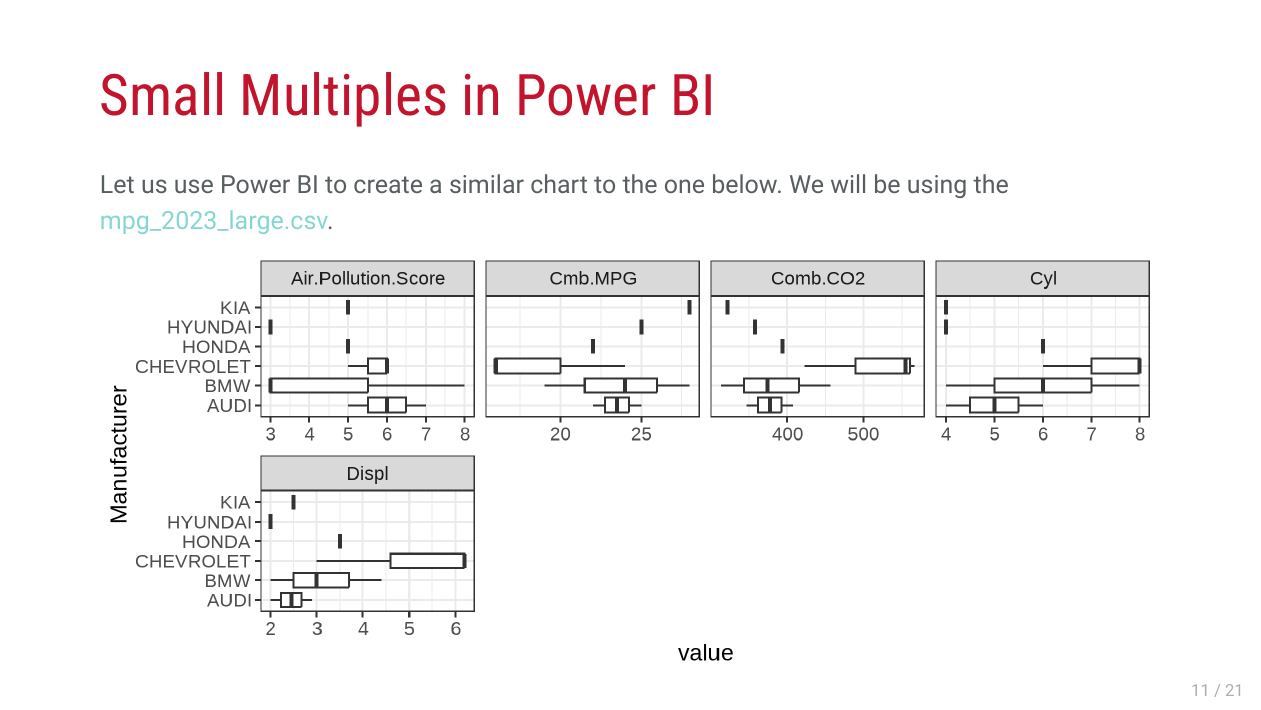 Small Multiples in Power BI
Let us use Power BI to create a similar chart to the one below. We will be using the
mpg_2023_large.csv.
Air.Pollution.Score Cmb.MPG Comb.CO2 Cyl
KIA
HYUNDAI
HONDA
CHEVROLET
BMW
AUDI
3 4 5 6 7 8 20 25 400 500 4 5 6 7 8
Manufacturer
Displ
KIA
HYUNDAI
HONDA
CHEVROLET
BMW
AUDI
2 3 4 5 6
value
11 / 21